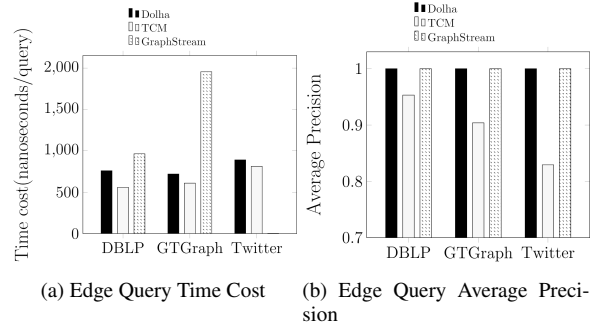 Dolha
TCM
GraphStream
Time cost(nanoseconds/query)
2,000
1,500
1,000
500
0
DBLP GTGraph Twitter
(a) Edge Query Time Cost
Dolha
TCM
GraphStream
Average Precision
1
0.9
0.8
0.7
DBLP GTGraph Twitter
(b) Edge Query Average Preci-
sion